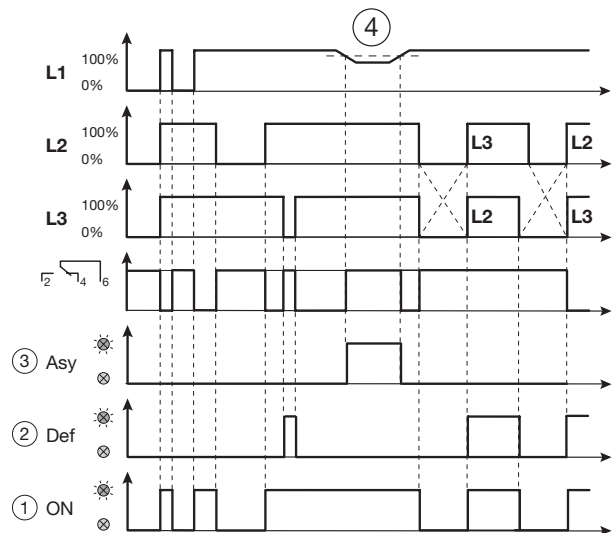 4
L1 100%
0%
L2 100%
0%
L3 L2
L3 100%
0%
L2 L3
2 4 6
3 Asy
2 Def
1 ON